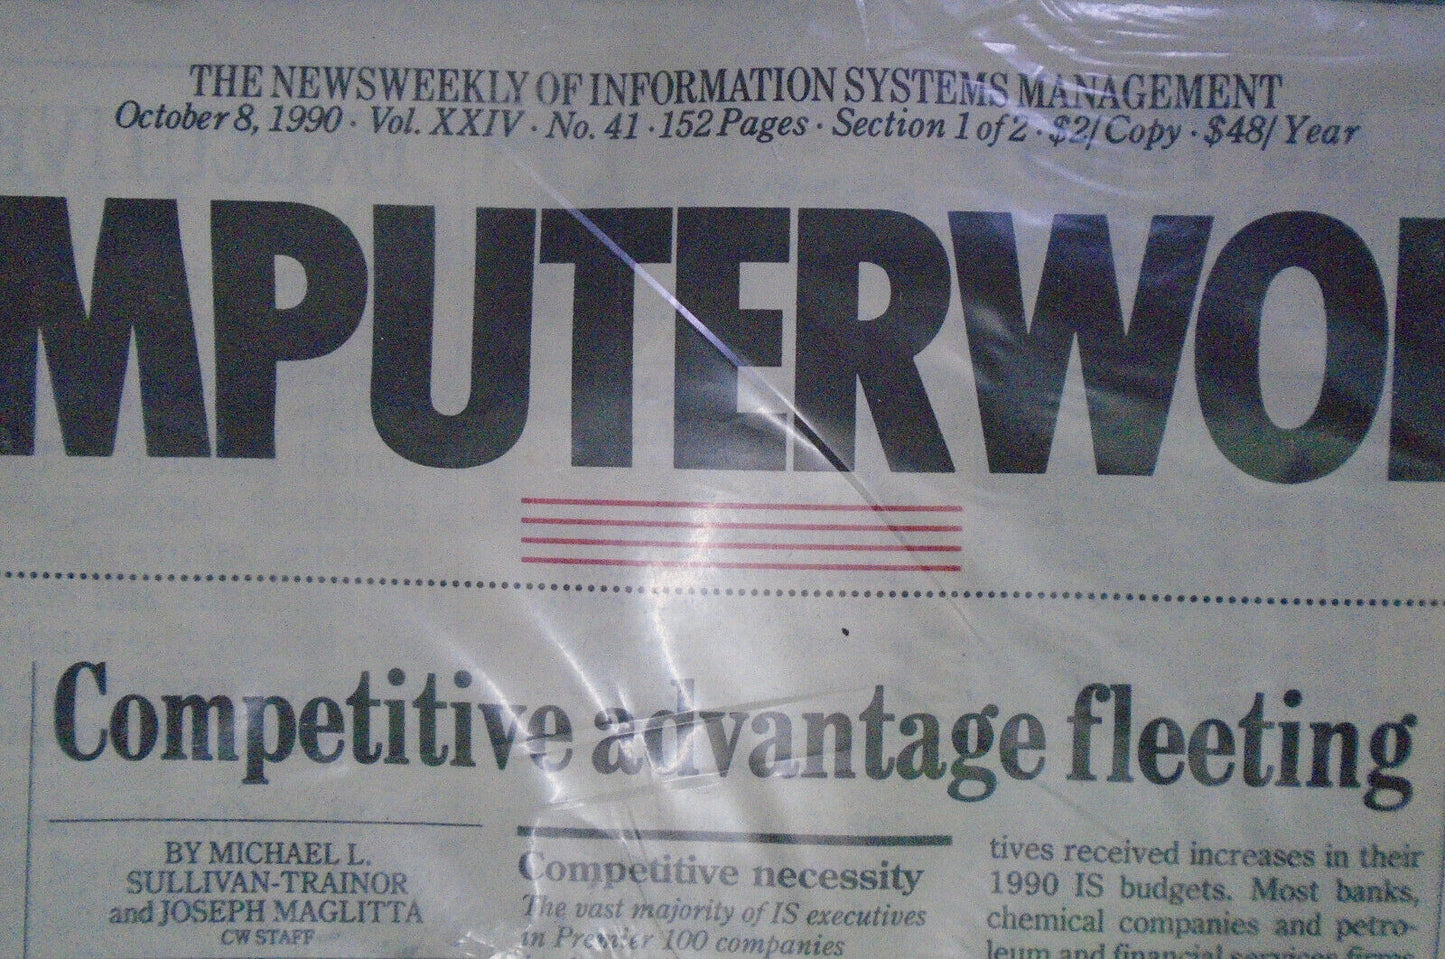 THE NEWSWEEKLY OF INFORMATION SYSTEMS MANAGEMENT
October 8, 1990 · Vol. XXIV · No. 41 · 152 Pages · Section 1 of 2 · $2/ Copy · $48/ Year
MPUTERWO
Competitive advantage fleeting
BY MICHAEL L.
SULLIVAN-TRAINOR
and JOSEPH MAGLITTA
CW STAFF
Competitive necessity
The vast majority of IS executives
in Premier 100 companies
tives received increases in their
1990 IS budgets. Most banks,
chemical companies and petro-
leum and financial services firms